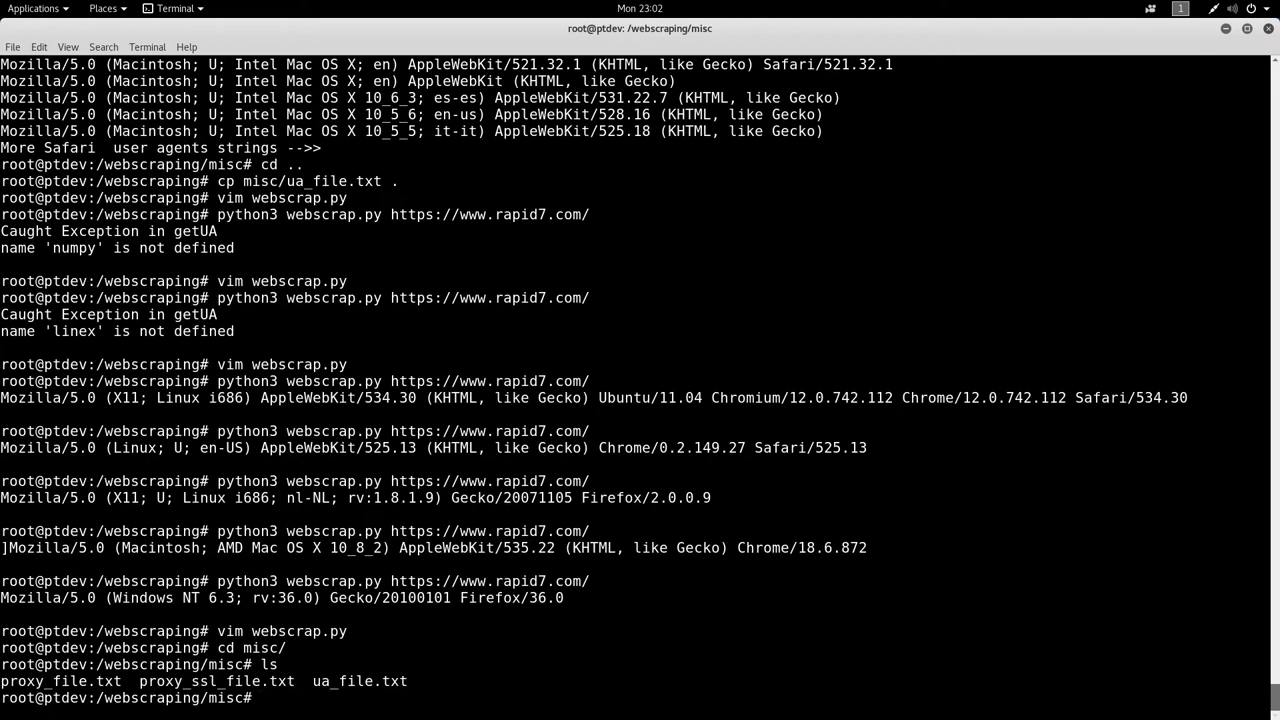 Applications Places Terminal Mon 23:02 1
root@ptdev: /webscraping/misc
File Edit View Search Terminal Help
Mozilla/5.0 (Macintosh; U; Intel Mac OS X; en) AppleWebKit/521.32.1 (KHTML, like Gecko) Safari/521.32.1
Mozilla/5.0 (Macintosh; U; Intel Mac OS X; en) AppleWebKit (KHTML, like Gecko)
Mozilla/5.0 (Macintosh; U; Intel Mac OS X 10_6_3; es-es) AppleWebKit/531.22.7 (KHTML, like Gecko)
Mozilla/5.0 (Macintosh; U; Intel Mac OS X 10_5_6; en-us) AppleWebKit/528.16 (KHTML, like Gecko)
Mozilla/5.0 (Macintosh; U; Intel Mac OS X 10_5_5; it-it) AppleWebKit/525.18 (KHTML, like Gecko)
More Safari  user agents strings -->>
root@ptdev:/webscraping/misc# cd ..
root@ptdev:/webscraping# cp misc/ua_file.txt .
root@ptdev:/webscraping# vim webscrap.py
root@ptdev:/webscraping# python3 webscrap.py https://www.rapid7.com/
Caught Exception in getUA
name 'numpy' is not defined
root@ptdev:/webscraping# vim webscrap.py
root@ptdev:/webscraping# python3 webscrap.py https://www.rapid7.com/
Caught Exception in getUA
name 'linex' is not defined
root@ptdev:/webscraping# vim webscrap.py
root@ptdev:/webscraping# python3 webscrap.py https://www.rapid7.com/
Mozilla/5.0 (X11; Linux i686) AppleWebKit/534.30 (KHTML, like Gecko) Ubuntu/11.04 Chromium/12.0.742.112 Chrome/12.0.742.112 Safari/534.30
root@ptdev:/webscraping# python3 webscrap.py https://www.rapid7.com/
Mozilla/5.0 (Linux; U; en-US) AppleWebKit/525.13 (KHTML, like Gecko) Chrome/0.2.149.27 Safari/525.13
root@ptdev:/webscraping# python3 webscrap.py https://www.rapid7.com/
Mozilla/5.0 (X11; U; Linux i686; nl-NL; rv:1.8.1.9) Gecko/20071105 Firefox/2.0.0.9
root@ptdev:/webscraping# python3 webscrap.py https://www.rapid7.com/
]Mozilla/5.0 (Macintosh; AMD Mac OS X 10_8_2) AppleWebKit/535.22 (KHTML, like Gecko) Chrome/18.6.872
root@ptdev:/webscraping# python3 webscrap.py https://www.rapid7.com/
Mozilla/5.0 (Windows NT 6.3; rv:36.0) Gecko/20100101 Firefox/36.0
root@ptdev:/webscraping# vim webscrap.py
root@ptdev:/webscraping# cd misc/
root@ptdev:/webscraping/misc# ls
proxy_file.txt  proxy_ssl_file.txt  ua_file.txt
root@ptdev:/webscraping/misc#